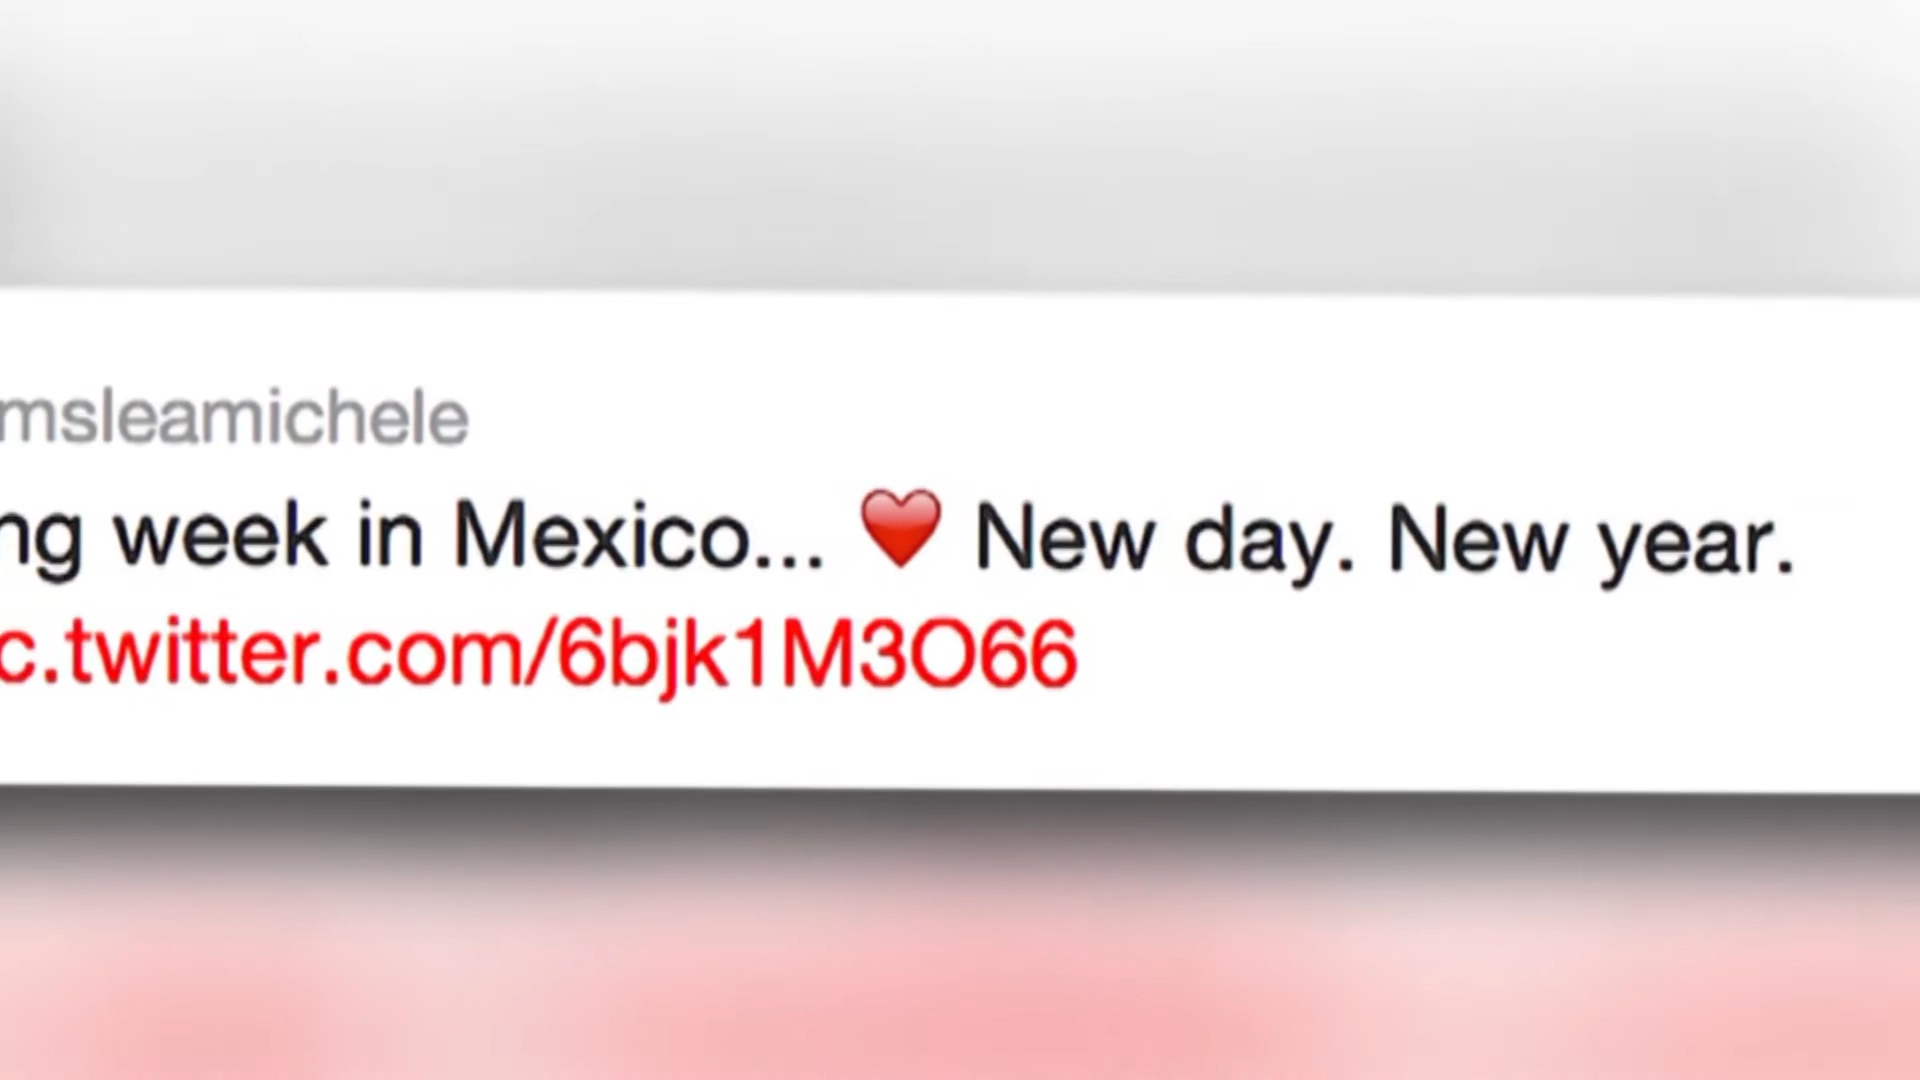 msleamichele
ng week in Mexico... ❤ New day. New year.
c.twitter.com/6bjk1M3O66